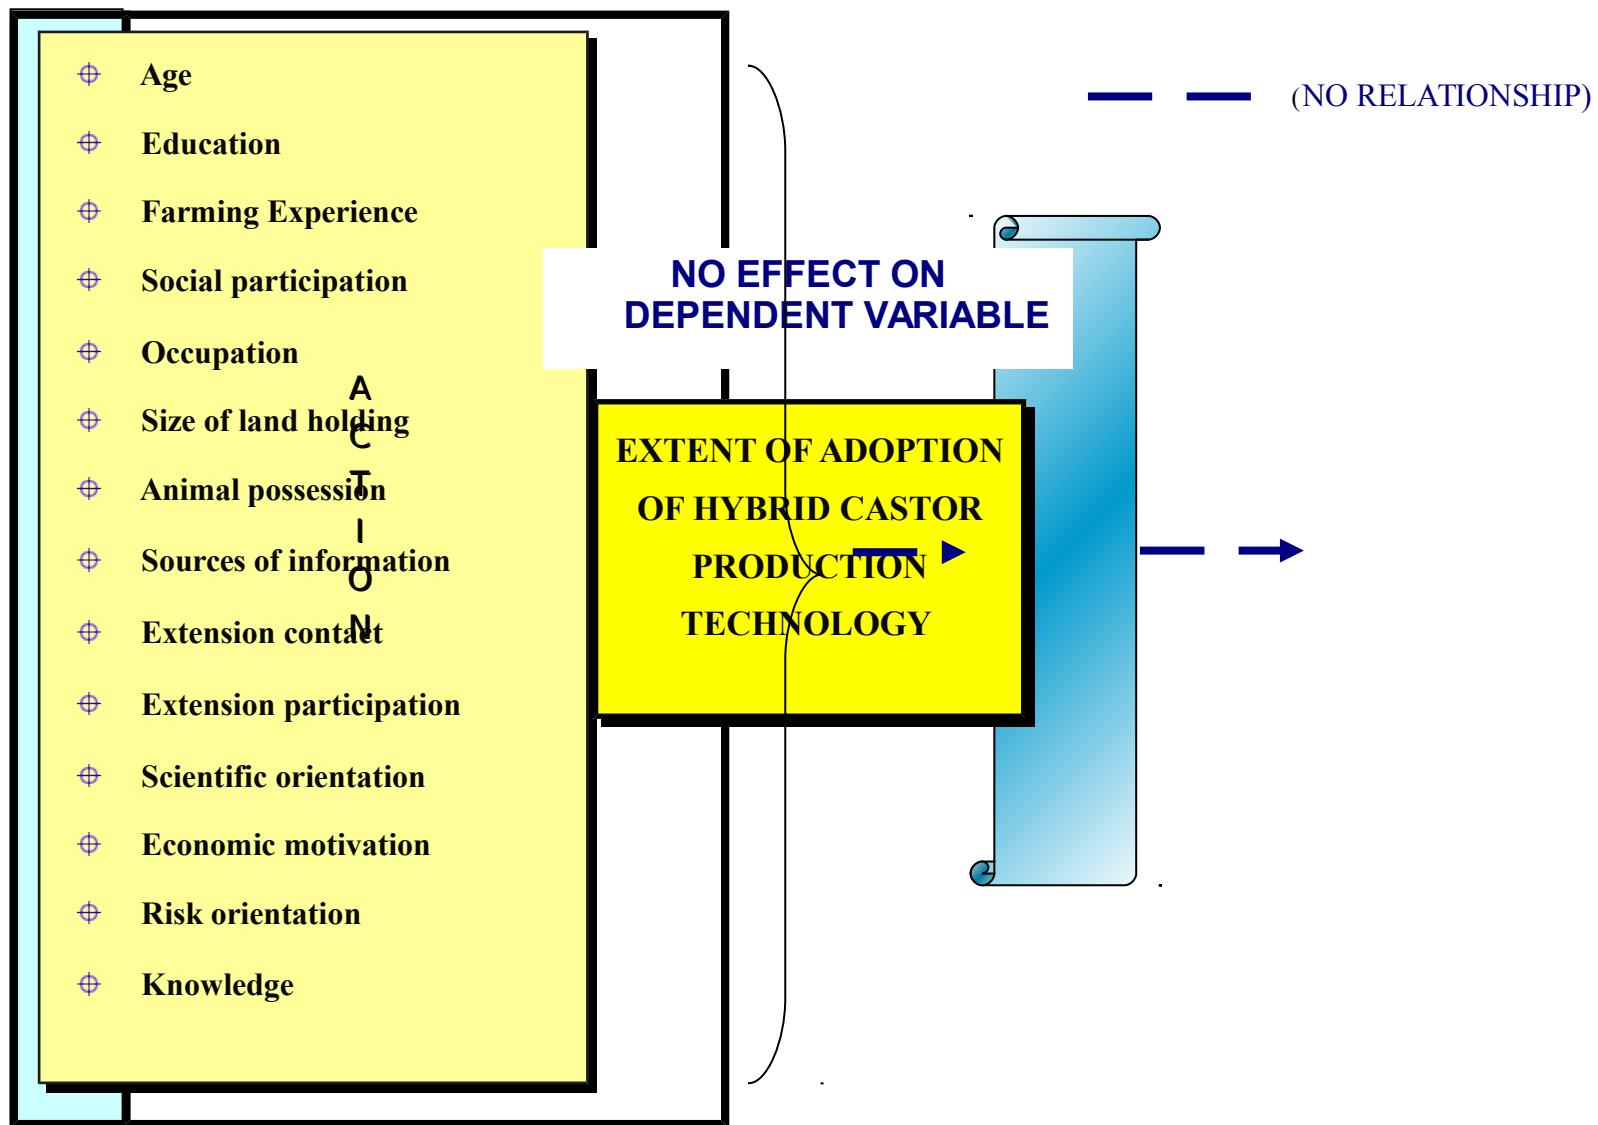 Age
Education
Farming Experience
Social participation
Occupation
Size of land holding
Animal possession
Sources of information
Extension contact
Extension participation
Scientific orientation
Economic motivation
Risk orientation
Knowledge
A
C
T
I
O
N
NO EFFECT ON
DEPENDENT VARIABLE
EXTENT OF ADOPTION
OF HYBRID CASTOR
PRODUCTION
TECHNOLOGY
(NO RELATIONSHIP)